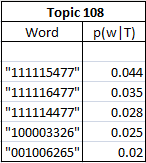 Topic 108
Word p(w|T)
"111115477" 0.044
"111116477" 0.035
"111114477" 0.028
"100003326" 0.025
"001006265" 0.02